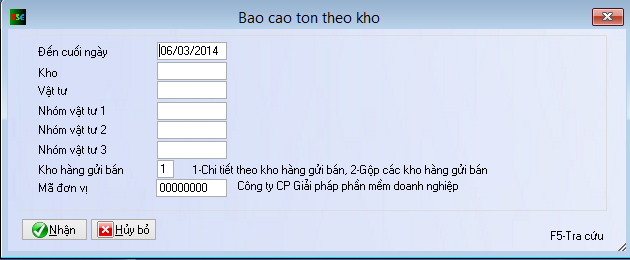 SE
Bao cao ton theo kho
Đến cuối ngày 06/03/2014
Kho
Vật tư
Nhóm vật tư 1
Nhóm vật tư 2
Nhóm vật tư 3
Kho hàng gửi bán 1 1-Chi tiết theo kho hàng gửi bán, 2-Gộp các kho hàng gửi bán
Mã đơn vị 00000000 Công ty CP Giải pháp phần mềm doanh nghiệp
Nhận Hủy bỏ F5-Tra cứu